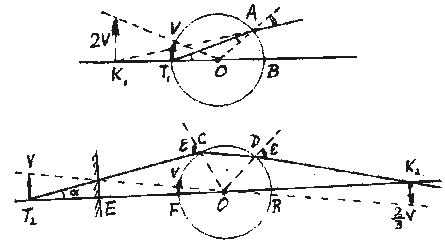 A
V
2V
K₁
T₁
O
B
ε
C
D
ε
V
V
K₂
α
T₂
E
F
O
R
2/3 V